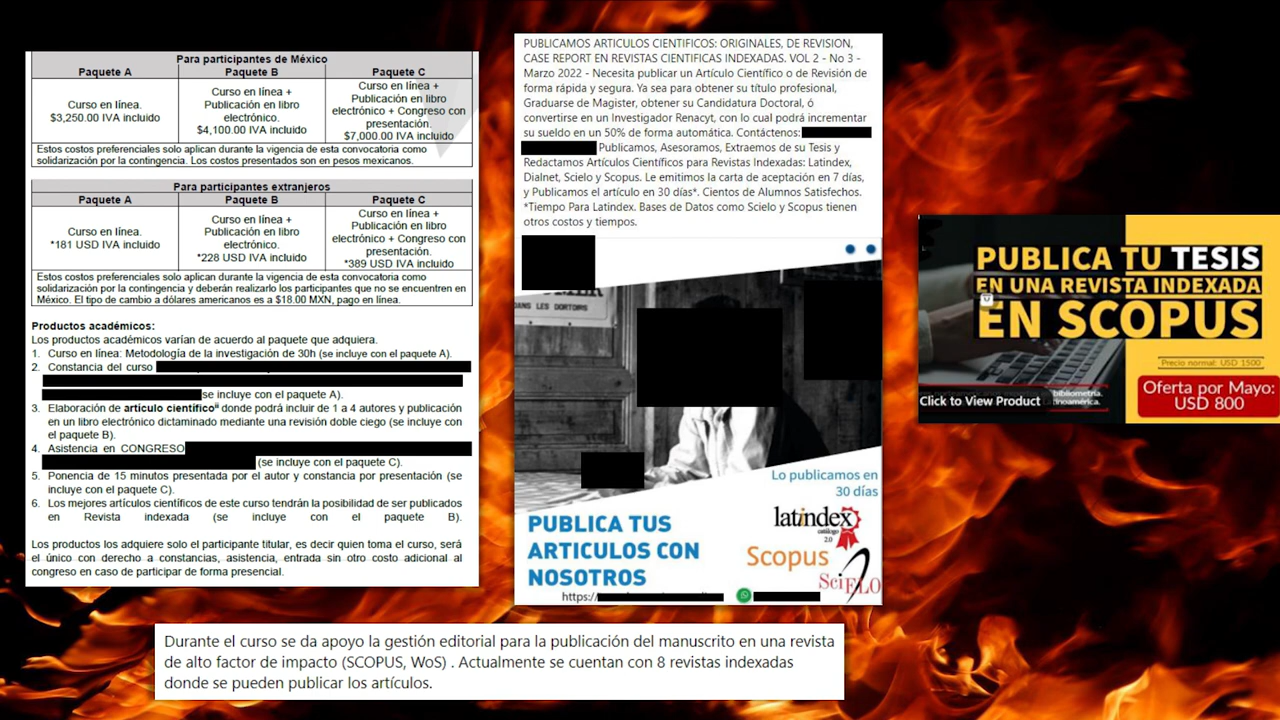 Para participantes de México
Paquete A
Paquete B
Paquete C
Curso en línea.
$3,250.00 IVA incluido
Curso en línea +
Publicación en libro
electrónico.
$4,100.00 IVA incluido
Curso en línea +
Publicación en libro
electrónico + Congreso con
presentación.
$7,000.00 IVA incluido
Estos costos preferenciales solo aplican durante la vigencia de esta convocatoria como
solidarización por la contingencia. Los costos presentados son en pesos mexicanos.
Para participantes extranjeros
Paquete A
Paquete B
Paquete C
Curso en línea.
*181 USD IVA incluido
Curso en línea +
Publicación en libro
electrónico.
*228 USD IVA incluido
Curso en línea +
Publicación en libro
electrónico + Congreso con
presentación.
*389 USD IVA incluido
Estos costos preferenciales solo aplican durante la vigencia de esta convocatoria como
solidarización por la contingencia y deberán realizarlo los participantes que no se encuentren en
México. El tipo de cambio a dólares americanos es a $18.00 MXN, pago en línea.
Productos académicos:
Los productos académicos varían de acuerdo al paquete que adquiera.
1. Curso en línea: Metodología de la investigación de 30h (se incluye con el paquete A).
2. Constancia del curso
se incluye con el paquete A).
3. Elaboración de artículo científicoⁱⁱ donde podrá incluir de 1 a 4 autores y publicación
en un libro electrónico dictaminado mediante una revisión doble ciego (se incluye con
el paquete B).
4. Asistencia en CONGRESO
(se incluye con el paquete C).
5. Ponencia de 15 minutos presentada por el autor y constancia por presentación (se
incluye con el paquete C).
6. Los mejores artículos científicos de este curso tendrán la posibilidad de ser publicados
en Revista indexada (se incluye con el paquete B).
Los productos los adquiere solo el participante titular, es decir quien toma el curso, será
el único con derecho a constancias, asistencia, entrada sin otro costo adicional al
congreso en caso de participar de forma presencial.
PUBLICAMOS ARTICULOS CIENTIFICOS: ORIGINALES, DE REVISION,
CASE REPORT EN REVISTAS CIENTIFICAS INDEXADAS. VOL 2 - No 3 -
Marzo 2022 - Necesita publicar un Artículo Científico o de Revisión de
forma rápida y segura. Ya sea para obtener su título profesional,
Graduarse de Magister, obtener su Candidatura Doctoral, ó
convertirse en un Investigador Renacyt, con lo cual podrá incrementar
su sueldo en un 50% de forma automática. Contáctenos:
Publicamos, Asesoramos, Extraemos de su Tesis y
Redactamos Artículos Científicos para Revistas Indexadas: Latindex,
Dialnet, Scielo y Scopus. Le emitimos la carta de aceptación en 7 días,
y Publicamos el artículo en 30 días*. Cientos de Alumnos Satisfechos.
*Tiempo Para Latindex. Bases de Datos como Scielo y Scopus tienen
otros costos y tiempos.
DANS LES DORTOIRS
Lo publicamos en
30 días
PUBLICA TUS
ARTICULOS CON
NOSOTROS
latindex
catálogo
2.0
Scopus
SciELO
https://
PUBLICA TU TESIS
EN UNA REVISTA INDEXADA
EN SCOPUS
Precio normal: USD 1500
Oferta por Mayo:
USD 800
Click to View Product
bibliometría.
Durante el curso se da apoyo la gestión editorial para la publicación del manuscrito en una revista
de alto factor de impacto (SCOPUS, WoS) . Actualmente se cuentan con 8 revistas indexadas
donde se pueden publicar los artículos.